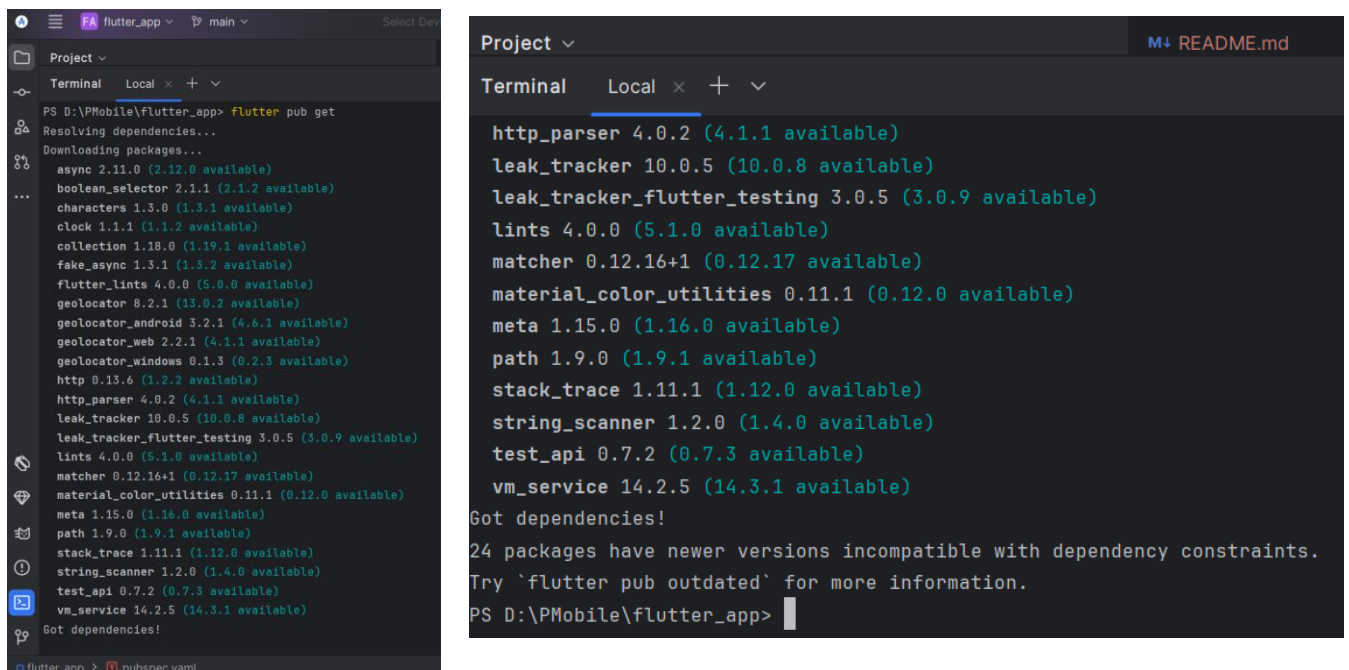 FA flutter_app main Select Dev
Project
Terminal Local
PS D:\PMobile\flutter_app> flutter pub get
Resolving dependencies...
Downloading packages...
async 2.11.0 (2.12.0 available)
boolean_selector 2.1.1 (2.1.2 available)
characters 1.3.0 (1.3.1 available)
clock 1.1.1 (1.1.2 available)
collection 1.18.0 (1.19.1 available)
fake_async 1.3.1 (1.3.2 available)
flutter_lints 4.0.0 (5.0.0 available)
geolocator 8.2.1 (13.0.2 available)
geolocator_android 3.2.1 (4.6.1 available)
geolocator_web 2.2.1 (4.1.1 available)
geolocator_windows 0.1.3 (0.2.3 available)
http 0.13.6 (1.2.2 available)
http_parser 4.0.2 (4.1.1 available)
leak_tracker 10.0.5 (10.0.8 available)
leak_tracker_flutter_testing 3.0.5 (3.0.9 available)
lints 4.0.0 (5.1.0 available)
matcher 0.12.16+1 (0.12.17 available)
material_color_utilities 0.11.1 (0.12.0 available)
meta 1.15.0 (1.16.0 available)
path 1.9.0 (1.9.1 available)
stack_trace 1.11.1 (1.12.0 available)
string_scanner 1.2.0 (1.4.0 available)
test_api 0.7.2 (0.7.3 available)
vm_service 14.2.5 (14.3.1 available)
Got dependencies!
flutter_app > pubspec.yaml
Project M↓ README.md
Terminal Local
http_parser 4.0.2 (4.1.1 available)
leak_tracker 10.0.5 (10.0.8 available)
leak_tracker_flutter_testing 3.0.5 (3.0.9 available)
lints 4.0.0 (5.1.0 available)
matcher 0.12.16+1 (0.12.17 available)
material_color_utilities 0.11.1 (0.12.0 available)
meta 1.15.0 (1.16.0 available)
path 1.9.0 (1.9.1 available)
stack_trace 1.11.1 (1.12.0 available)
string_scanner 1.2.0 (1.4.0 available)
test_api 0.7.2 (0.7.3 available)
vm_service 14.2.5 (14.3.1 available)
Got dependencies!
24 packages have newer versions incompatible with dependency constraints.
Try `flutter pub outdated` for more information.
PS D:\PMobile\flutter_app>